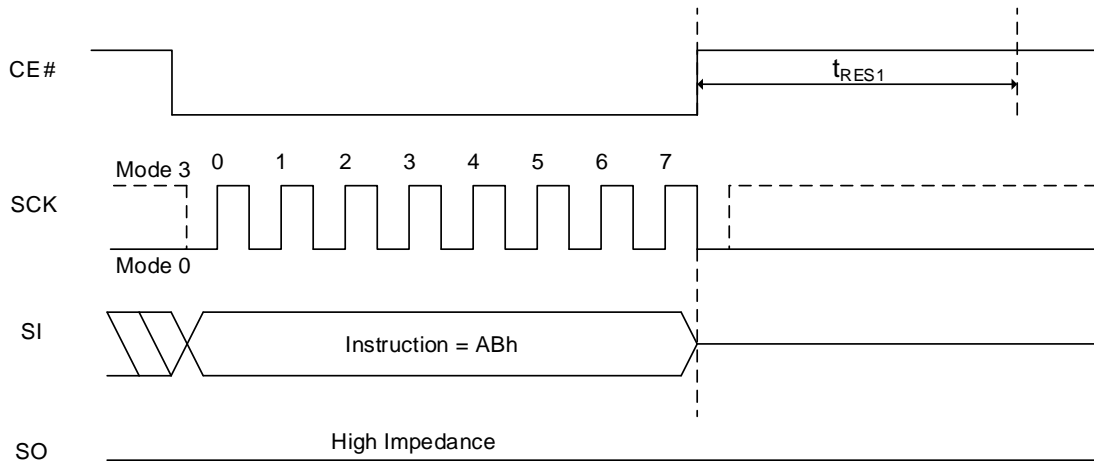 CE#
tRES1
Mode 3
0 1 2 3 4 5 6 7
SCK
Mode 0
SI
Instruction = ABh
High Impedance
SO